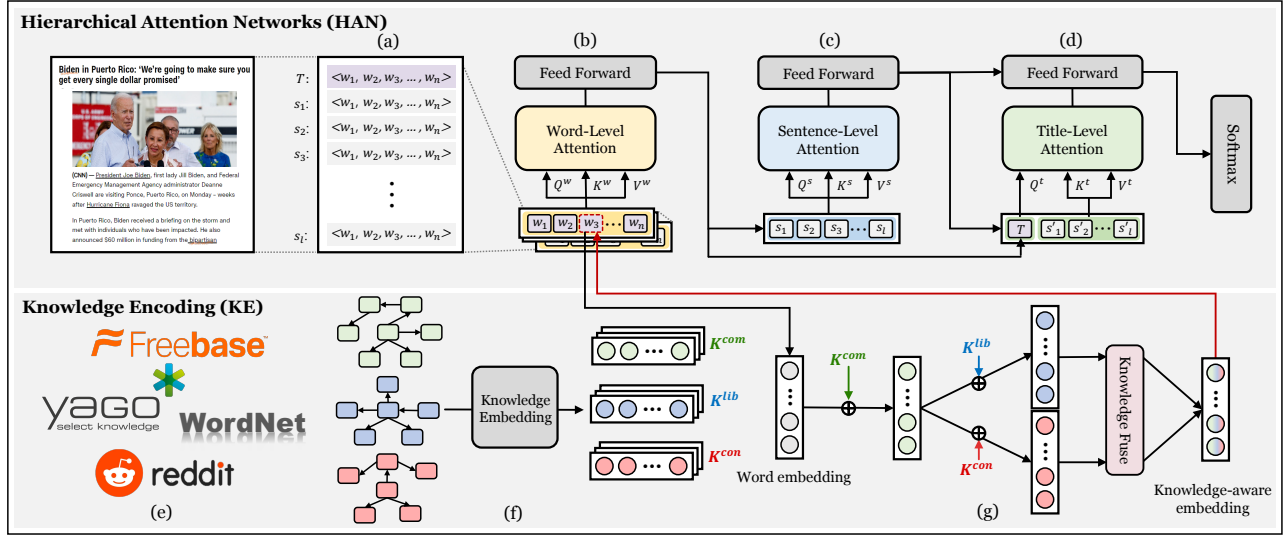 Hierarchical Attention Networks (HAN)
(a)
(b)
(c)
(d)
Biden in Puerto Rico: 'We're going to make sure you
get every single dollar promised'
(CNN) — President Joe Biden, first lady Jill Biden, and Federal
Emergency Management Agency administrator Deanne
Criswell are visiting Ponce, Puerto Rico, on Monday – weeks
after Hurricane Fiona ravaged the US territory.
In Puerto Rico, Biden received a briefing on the storm and
met with individuals who have been impacted. He also
announced $60 million in funding from the bipartisan
T: <w₁, w₂, w₃, ... , wₙ>
s₁: <w₁, w₂, w₃, ... , wₙ>
s₂: <w₁, w₂, w₃, ... , wₙ>
s₃: <w₁, w₂, w₃, ... , wₙ>
⋮
sₗ: <w₁, w₂, w₃, ... , wₙ>
Feed Forward
Word-Level
Attention
Qʷ Kʷ Vʷ
w₁ w₂ w₃ ··· wₙ
Feed Forward
Sentence-Level
Attention
Qˢ Kˢ Vˢ
s₁ s₂ s₃ ··· sₗ
Feed Forward
Title-Level
Attention
Qᵗ Kᵗ Vᵗ
T s'₁ s'₂ ··· s'ₗ
Softmax
Knowledge Encoding (KE)
Freebase
yago
select knowledge
WordNet
reddit
(e)
Knowledge
Embedding
(f)
K^com
K^lib
K^con
Word embedding
K^com
K^lib
K^con
(g)
Knowledge Fuse
Knowledge-aware
embedding